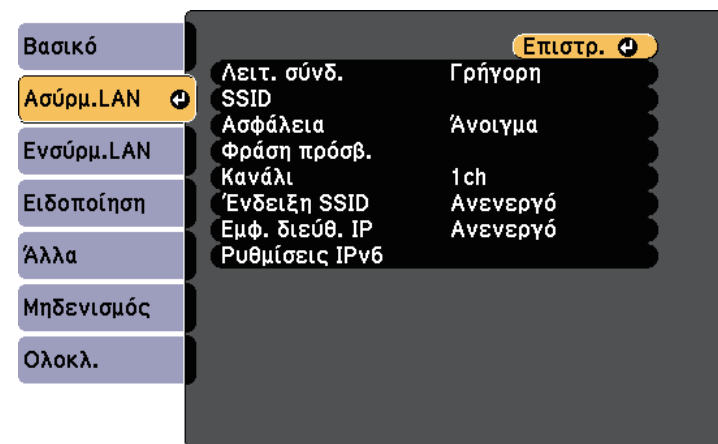 Βασικό
Ασύρμ.LAN
Ενσύρμ.LAN
Ειδοποίηση
Άλλα
Μηδενισμός
Ολοκλ.
Επιστρ.
Λειτ. σύνδ. Γρήγορη
SSID
Ασφάλεια Άνοιγμα
Φράση πρόσβ.
Κανάλι 1ch
Ένδειξη SSID Ανενεργό
Εμφ. διεύθ. IP Ανενεργό
Ρυθμίσεις IPv6